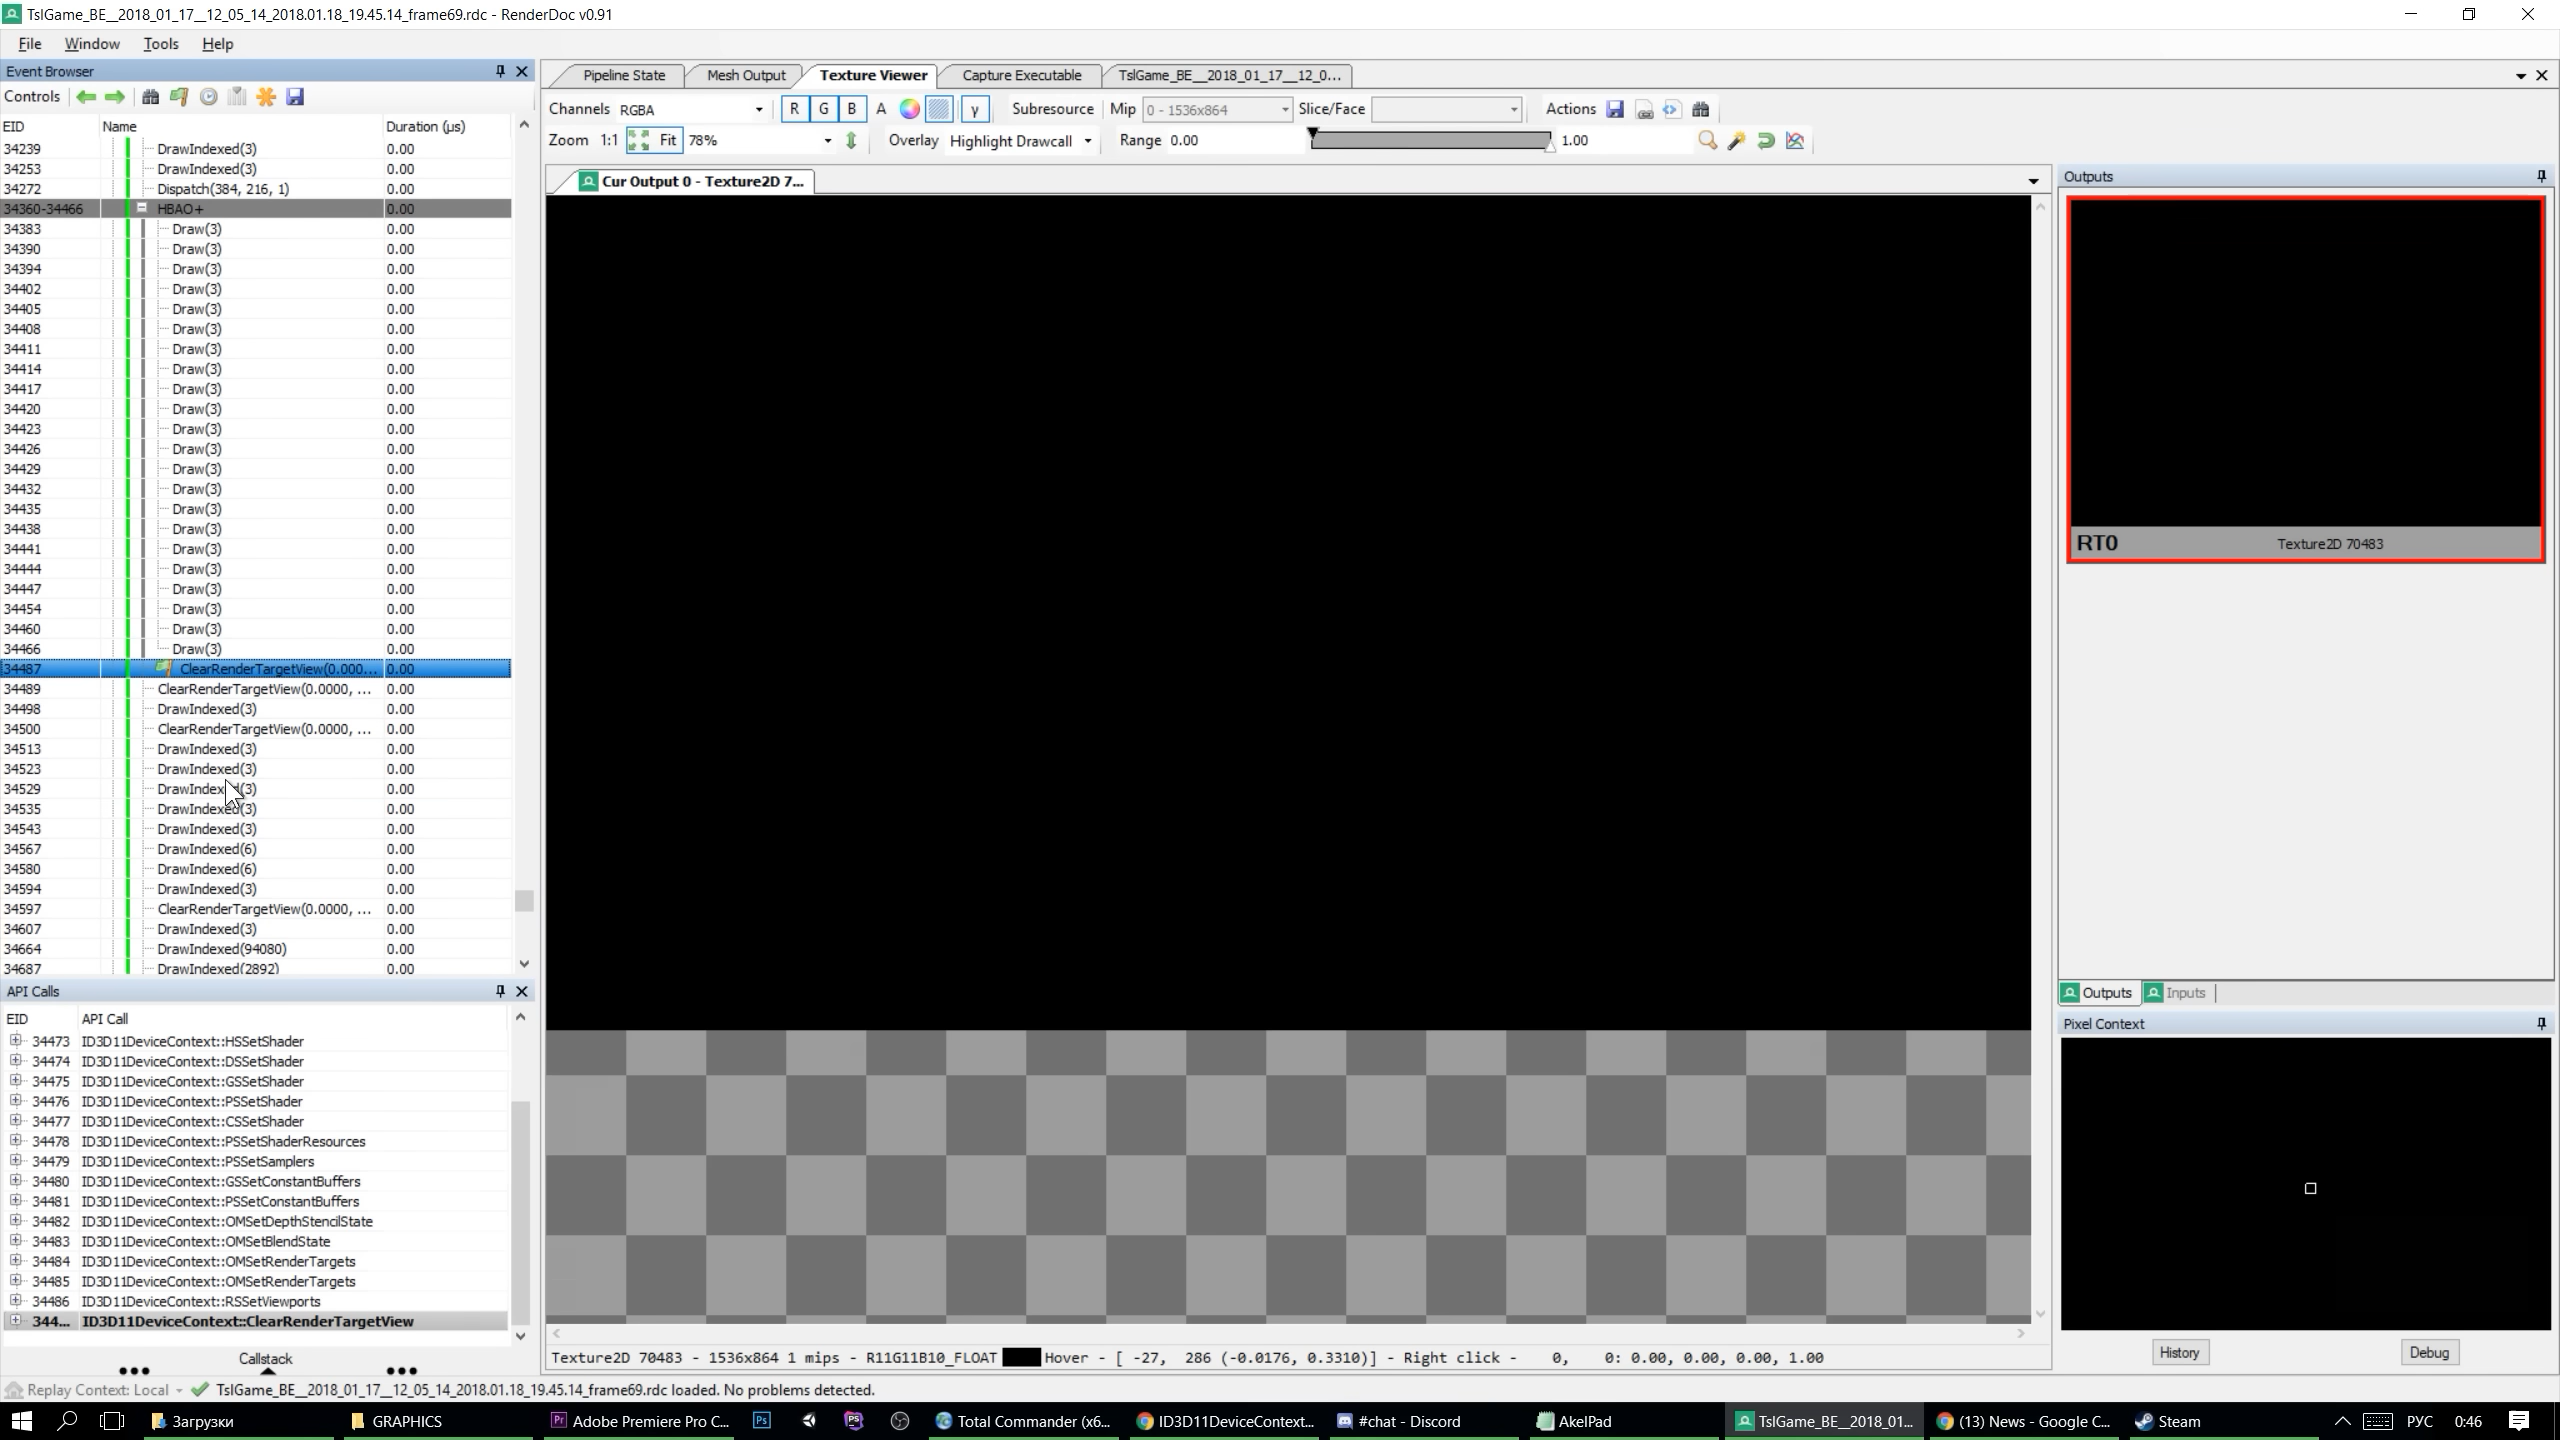 TslGame_BE__2018_01_17__12_05_14_2018.01.18_19.45.14_frame69.rdc - RenderDoc v0.91
File Window Tools Help
Event Browser
Controls
EID Name Duration (µs)
34239 DrawIndexed(3) 0.00
34253 DrawIndexed(3) 0.00
34272 Dispatch(384, 216, 1) 0.00
34360-34466 HBAO+ 0.00
34383 Draw(3) 0.00
34390 Draw(3) 0.00
34394 Draw(3) 0.00
34402 Draw(3) 0.00
34405 Draw(3) 0.00
34408 Draw(3) 0.00
34411 Draw(3) 0.00
34414 Draw(3) 0.00
34417 Draw(3) 0.00
34420 Draw(3) 0.00
34423 Draw(3) 0.00
34426 Draw(3) 0.00
34429 Draw(3) 0.00
34432 Draw(3) 0.00
34435 Draw(3) 0.00
34438 Draw(3) 0.00
34441 Draw(3) 0.00
34444 Draw(3) 0.00
34447 Draw(3) 0.00
34454 Draw(3) 0.00
34460 Draw(3) 0.00
34466 Draw(3) 0.00
34487 ClearRenderTargetView(0.000... 0.00
34489 ClearRenderTargetView(0.0000, ... 0.00
34498 DrawIndexed(3) 0.00
34500 ClearRenderTargetView(0.0000, ... 0.00
34513 DrawIndexed(3) 0.00
34523 DrawIndexed(3) 0.00
34529 DrawIndexed(3) 0.00
34535 DrawIndexed(3) 0.00
34543 DrawIndexed(3) 0.00
34567 DrawIndexed(6) 0.00
34580 DrawIndexed(6) 0.00
34594 DrawIndexed(3) 0.00
34597 ClearRenderTargetView(0.0000, ... 0.00
34607 DrawIndexed(3) 0.00
34664 DrawIndexed(94080) 0.00
34687 DrawIndexed(2892) 0.00
API Calls
EID API Call
34473 ID3D11DeviceContext::HSSetShader
34474 ID3D11DeviceContext::DSSetShader
34475 ID3D11DeviceContext::GSSetShader
34476 ID3D11DeviceContext::PSSetShader
34477 ID3D11DeviceContext::CSSetShader
34478 ID3D11DeviceContext::PSSetShaderResources
34479 ID3D11DeviceContext::PSSetSamplers
34480 ID3D11DeviceContext::GSSetConstantBuffers
34481 ID3D11DeviceContext::PSSetConstantBuffers
34482 ID3D11DeviceContext::OMSetDepthStencilState
34483 ID3D11DeviceContext::OMSetBlendState
34484 ID3D11DeviceContext::OMSetRenderTargets
34485 ID3D11DeviceContext::OMSetRenderTargets
34486 ID3D11DeviceContext::RSSetViewports
344... ID3D11DeviceContext::ClearRenderTargetView
Callstack
Pipeline State Mesh Output Texture Viewer Capture Executable TslGame_BE__2018_01_17__12_0...
Channels RGBA R G B A γ Subresource Mip 0 - 1536x864 Slice/Face Actions
Zoom 1:1 Fit 78% Overlay Highlight Drawcall Range 0.00 1.00
Cur Output 0 - Texture2D 7...
Texture2D 70483 - 1536x864 1 mips - R11G11B10_FLOAT Hover - [ -27, 286 (-0.0176, 0.3310)] - Right click - 0, 0: 0.00, 0.00, 0.00, 1.00
Outputs
RT0 Texture2D 70483
Outputs Inputs
Pixel Context
History Debug
Replay Context: Local TslGame_BE__2018_01_17__12_05_14_2018.01.18_19.45.14_frame69.rdc loaded. No problems detected.
Загрузки GRAPHICS Pr Adobe Premiere Pro C... Ps PS Total Commander (x6... ID3D11DeviceContext... #chat - Discord AkelPad TslGame_BE__2018_01... (13) News - Google C... Steam РУС 0:46